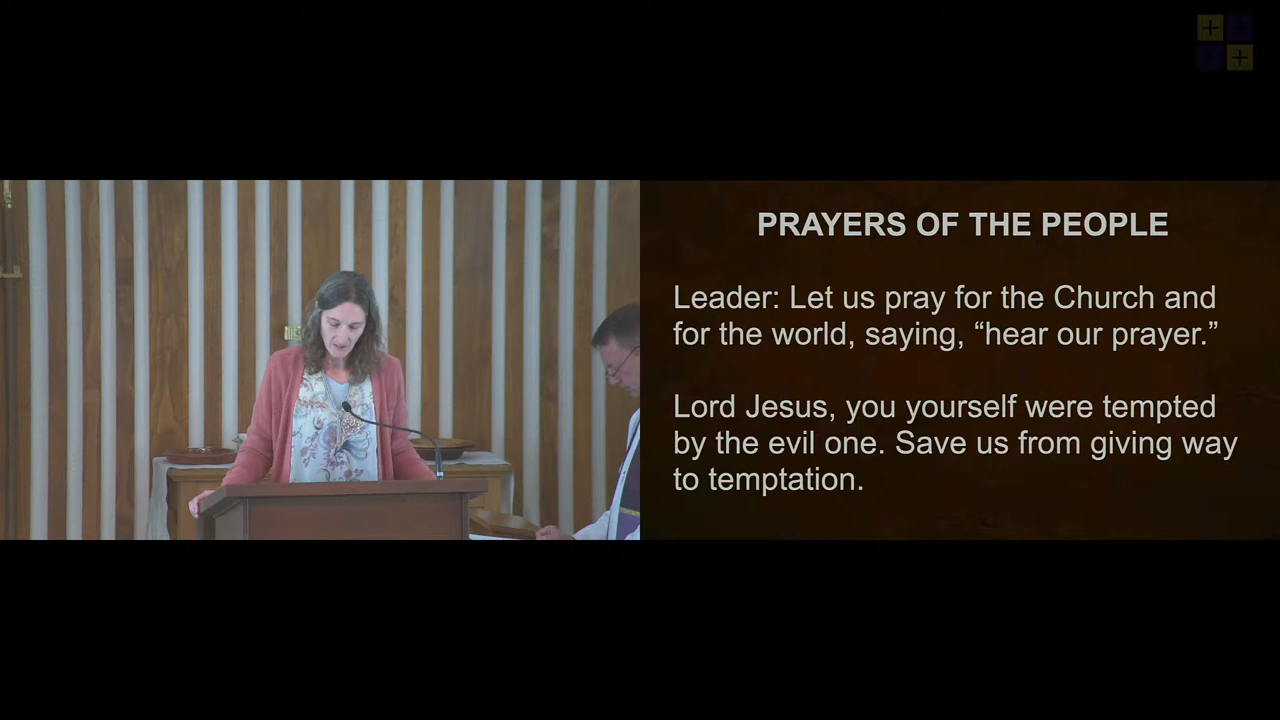 PRAYERS OF THE PEOPLE
Leader: Let us pray for the Church and
for the world, saying, “hear our prayer.”
Lord Jesus, you yourself were tempted
by the evil one. Save us from giving way
to temptation.